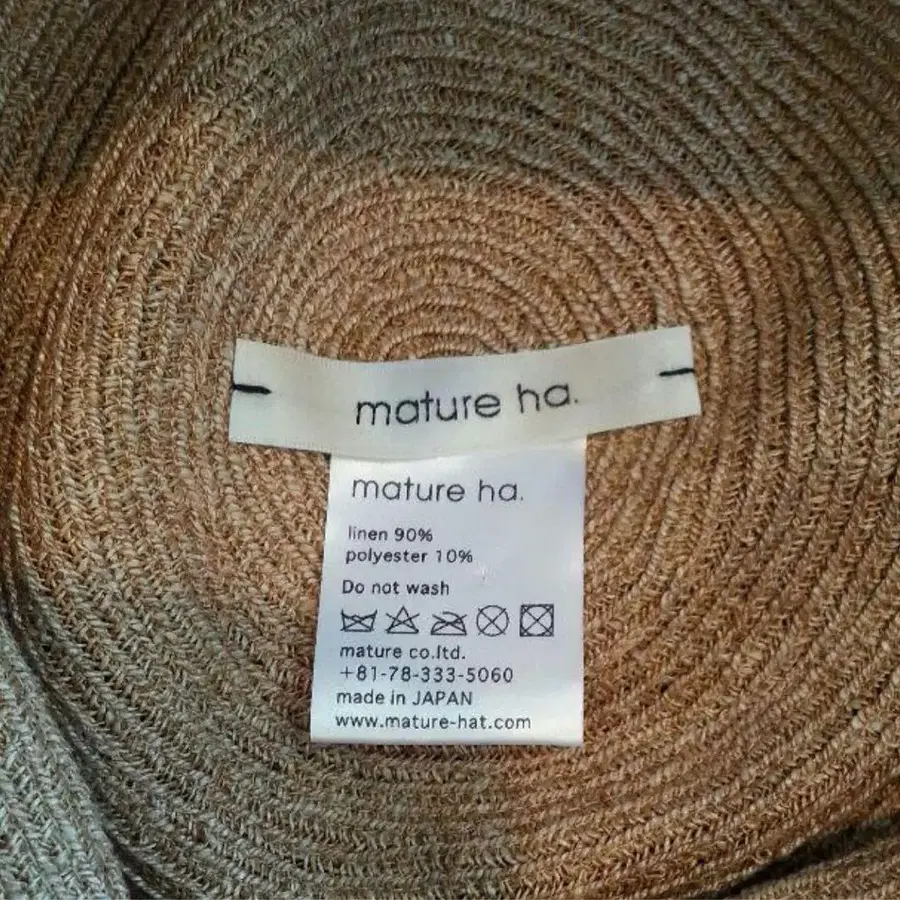 mature ha.
mature ha.
linen 90%
polyester 10%
Do not wash
mature co.ltd.
+81-78-333-5060
made in JAPAN
www.mature-hat.com